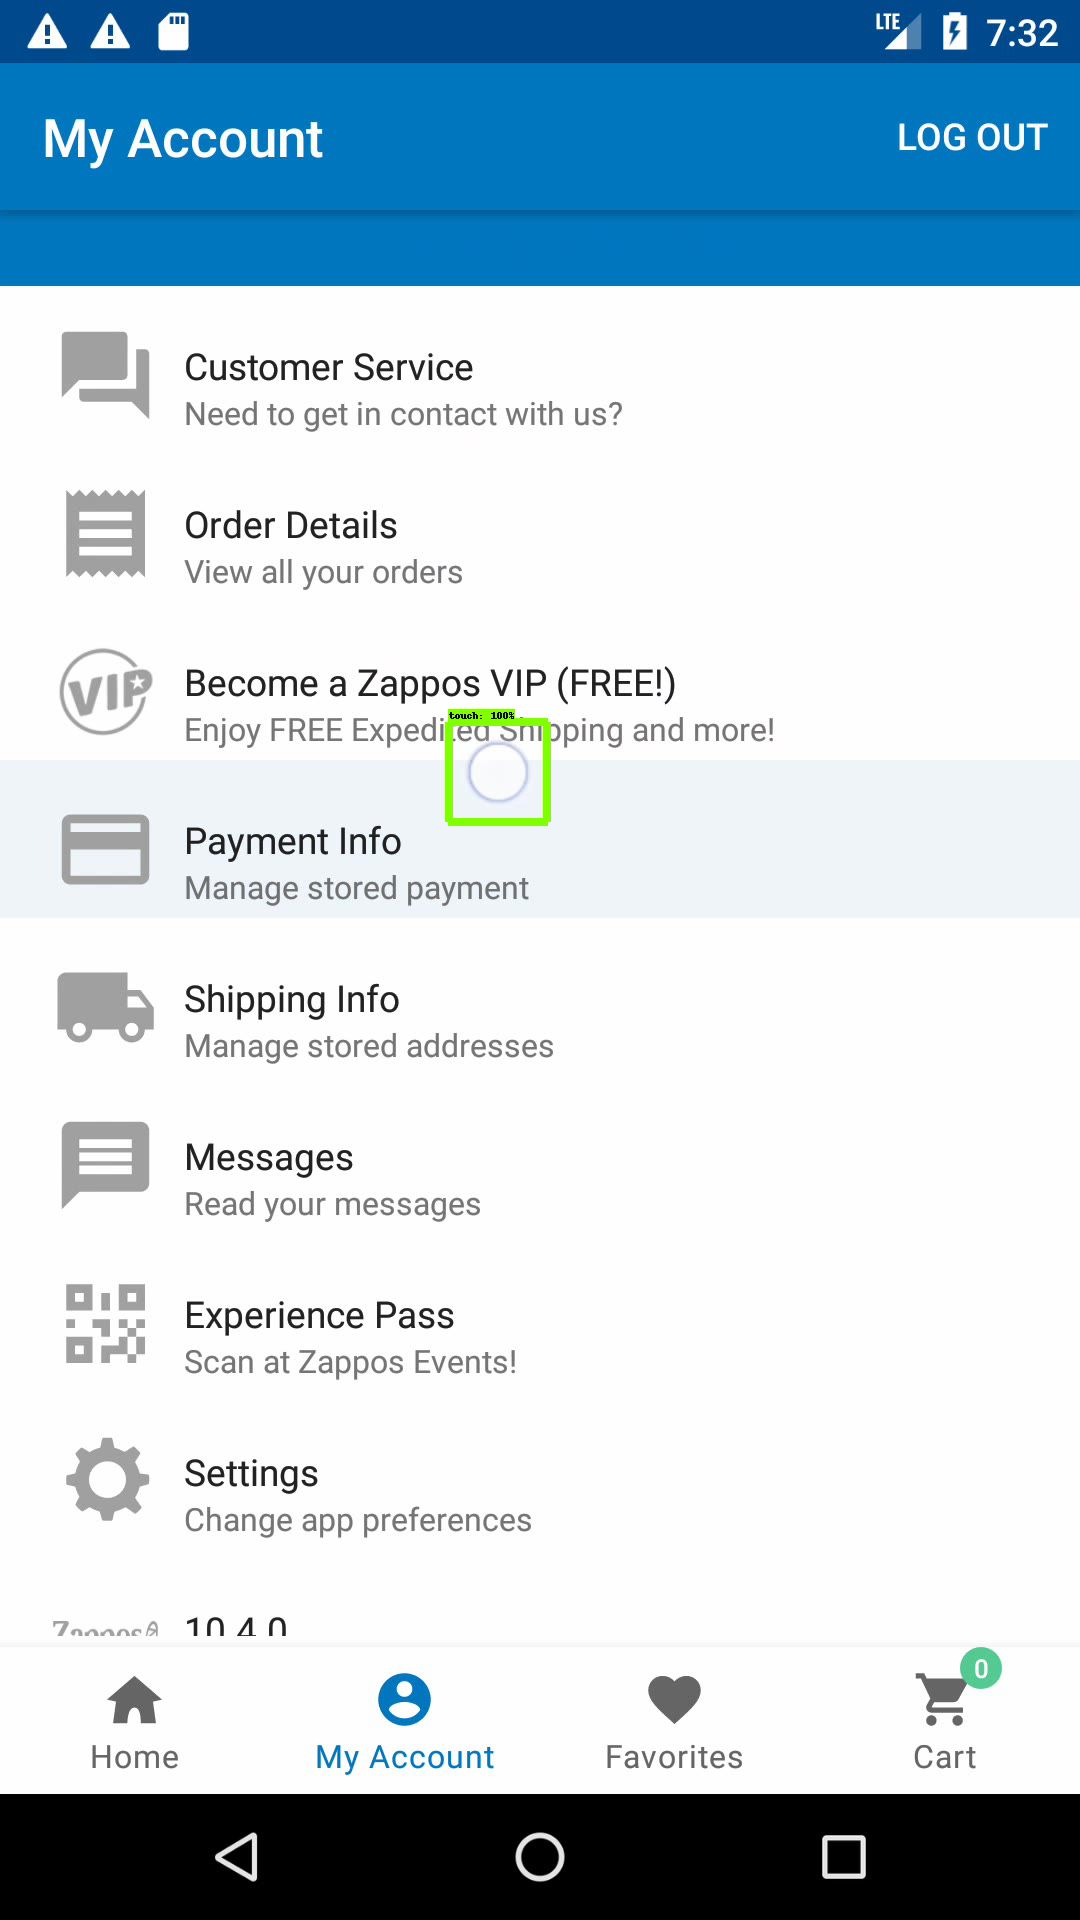 LTE 7:32
My Account LOG OUT
Customer Service
Need to get in contact with us?
Order Details
View all your orders
VIP
Become a Zappos VIP (FREE!)
touch: 100%
Enjoy FREE Expedited Shipping and more!
Payment Info
Manage stored payment
Shipping Info
Manage stored addresses
Messages
Read your messages
Experience Pass
Scan at Zappos Events!
Settings
Change app preferences
Zappos 10.4.0
0
Home My Account Favorites Cart